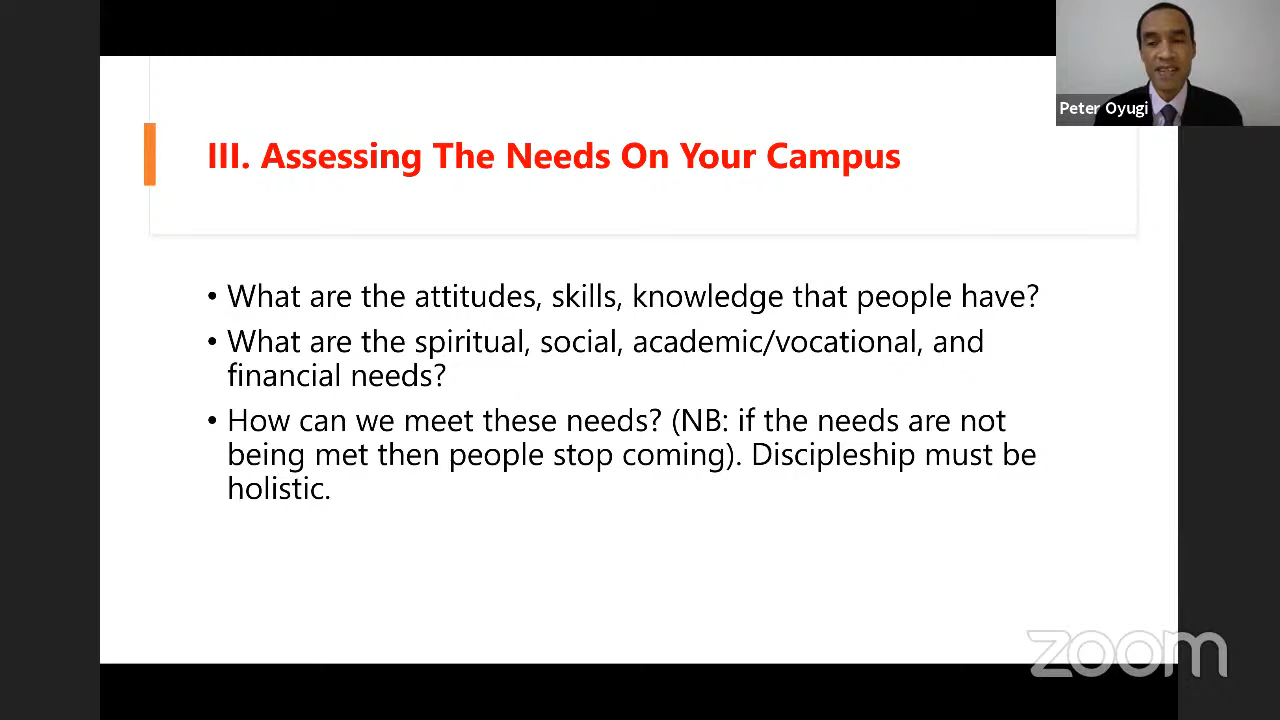 Peter Oyugi
III. Assessing The Needs On Your Campus
• What are the attitudes, skills, knowledge that people have?
• What are the spiritual, social, academic/vocational, and
financial needs?
• How can we meet these needs? (NB: if the needs are not
being met then people stop coming). Discipleship must be
holistic.
zoom